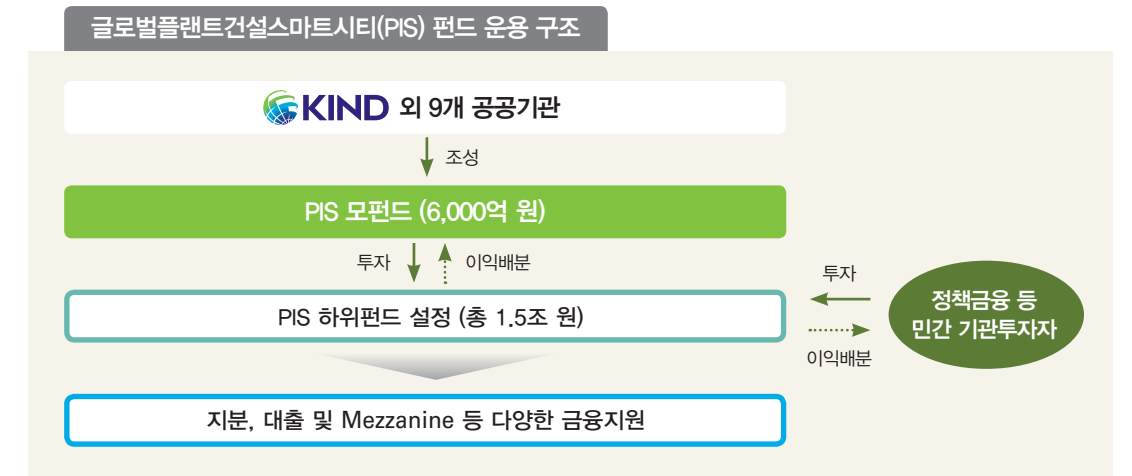 글로벌플랜트건설스마트시티(PIS) 펀드 운용 구조
KIND 외 9개 공공기관
조성
PIS 모펀드 (6,000억 원)
투자 이익배분
PIS 하위펀드 설정 (총 1.5조 원)
투자
정책금융 등
민간 기관투자자
이익배분
지분, 대출 및 Mezzanine 등 다양한 금융지원